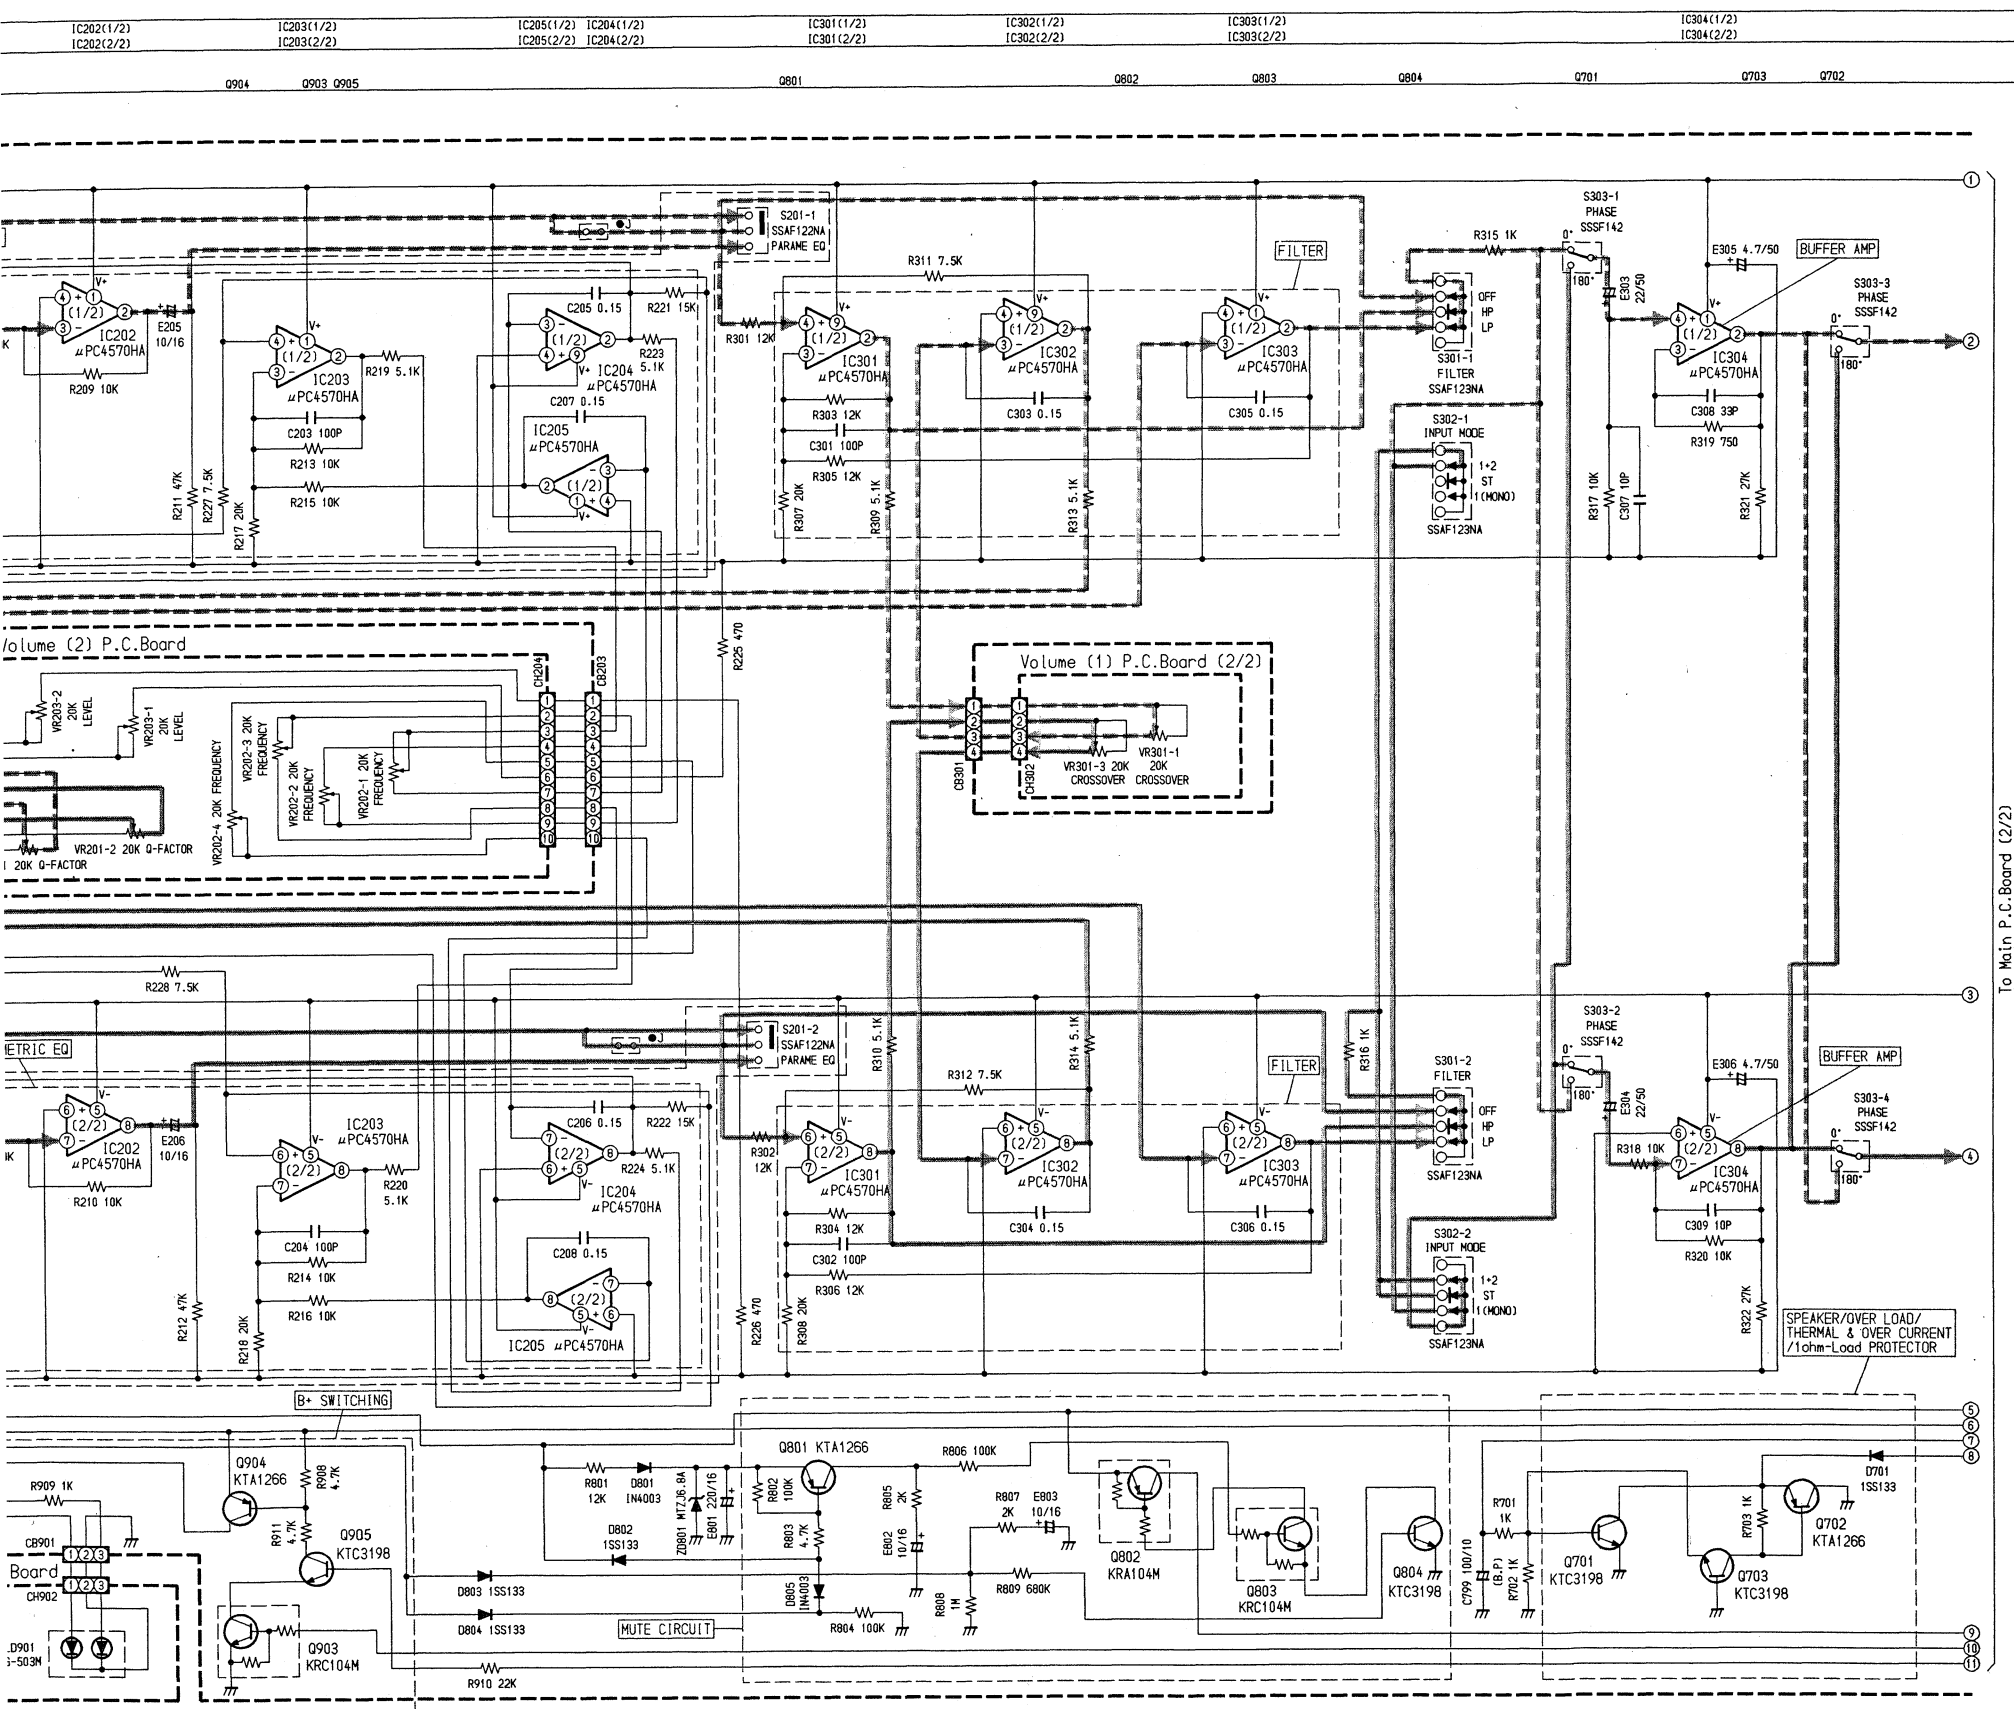 IC202(1/2) IC203(1/2) IC205(1/2) IC204(1/2) IC301(1/2) IC302(1/2) IC303(1/2) IC304(1/2)
IC202(2/2) IC203(2/2) IC205(2/2) IC204(2/2) IC301(2/2) IC302(2/2) IC303(2/2) IC304(2/2)
Q904 Q903 Q905 Q801 Q802 Q803 Q804 Q701 Q703 Q702
S201-1
SSAF122NA
PARAME EQ
FILTER
R315 1K
S303-1
PHASE
SSSF142
0°
180°
E303
22/50
E305 4.7/50
BUFFER AMP
S303-3
PHASE
SSSF142
0°
180°
IC202
μPC4570HA
E205
10/16
R209 10K
IC203
μPC4570HA
R219 5.1K
C203 100P
R213 10K
R215 10K
R211 47K
R227 7.5K
R217 20K
C205 0.15
R221 15K
R223
5.1K
IC204
μPC4570HA
C207 0.15
IC205
μPC4570HA
R301 12K
R311 7.5K
IC301
μPC4570HA
R303 12K
C301 100P
R305 12K
R307 20K
R309 5.1K
IC302
μPC4570HA
C303 0.15
R313 5.1K
IC303
μPC4570HA
C305 0.15
OFF
HP
LP
S301-1
FILTER
SSAF123NA
S302-1
INPUT MODE
1+2
ST
1(MONO)
SSAF123NA
IC304
μPC4570HA
C308 33P
R319 750
R317 10K
C307 10P
R321 27K
olume (2) P.C.Board
VR203-2
20K
LEVEL
VR203-1
20K
LEVEL
VR202-4 20K FREQUENCY
VR202-3 20K
FREQUENCY
VR202-2 20K
FREQUENCY
VR202-1 20K
FREQUENCY
CH204
CB203
R225 470
20K Q-FACTOR
VR201-2 20K Q-FACTOR
Volume (1) P.C.Board (2/2)
CB301
CH302
VR301-3 20K
CROSSOVER
VR301-1
20K
CROSSOVER
To Main P.C.Board (2/2)
R228 7.5K
ETRIC EQ
S201-2
SSAF122NA
PARAME EQ
R310 5.1K
R314 5.1K
R316 1K
FILTER
S303-2
PHASE
SSSF142
0°
180°
E304
22/50
E306 4.7/50
BUFFER AMP
S303-4
PHASE
SSSF142
0°
180°
IC202
μPC4570HA
E206
10/16
R210 10K
IC203
μPC4570HA
R220
5.1K
C204 100P
R214 10K
R216 10K
R212 47K
R218 20K
C206 0.15
R222 15K
R224 5.1K
IC204
μPC4570HA
C208 0.15
IC205 μPC4570HA
R226 470
R302
12K
R312 7.5K
IC301
μPC4570HA
R304 12K
C302 100P
R306 12K
R308 20K
IC302
μPC4570HA
C304 0.15
IC303
μPC4570HA
C306 0.15
S301-2
FILTER
OFF
HP
LP
SSAF123NA
S302-2
INPUT MODE
1+2
ST
1(MONO)
SSAF123NA
R318 10K
IC304
μPC4570HA
C309 10P
R320 10K
R322 27K
SPEAKER/OVER LOAD/
THERMAL & OVER CURRENT
/1ohm-Load PROTECTOR
B+ SWITCHING
Q904
KTA1266
R908
4.7K
R909 1K
R911
4.7K
Q905
KTC3198
CB901
Board
CH902
Q903
KRC104M
R910 22K
R801
12K
D801
IN4003
ZD801 MTZJ6.8A
E801 220/16
D802
1SS133
D803 1SS133
D804 1SS133
MUTE CIRCUIT
Q801 KTA1266
R802
100K
R803
4.7K
D805
IN4003
R804 100K
R805
2K
E802
10/16
R806 100K
R807
2K
E803
10/16
R809 680K
R808
1M
Q802
KRA104M
Q803
KRC104M
Q804
KTC3198
C799 100/10
(B.P)
R701
1K
R702 1K
Q701
KTC3198
R703 1K
Q703
KTC3198
Q702
KTA1266
D701
1SS133